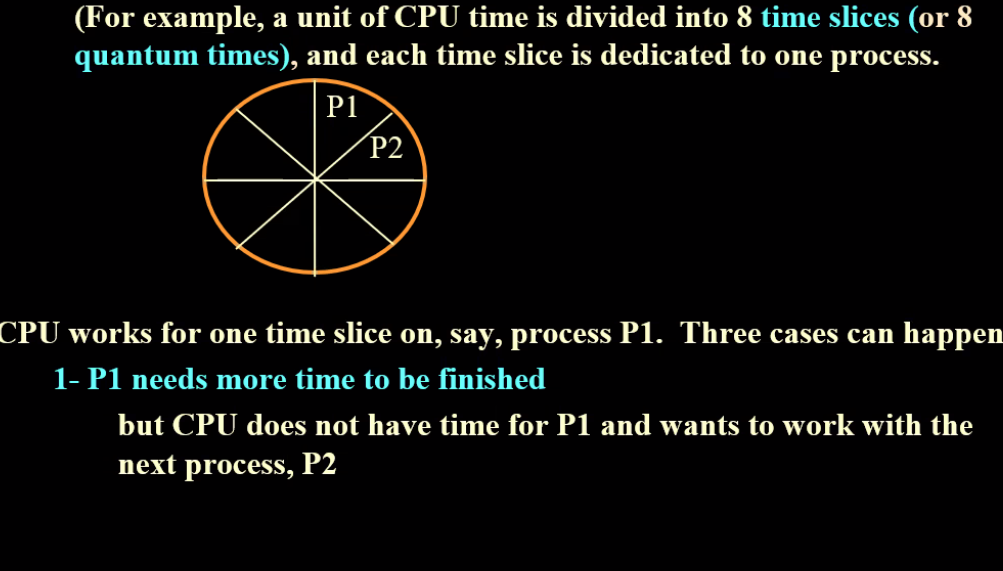 (For example, a unit of CPU time is divided into 8 time slices (or 8
quantum times), and each time slice is dedicated to one process.
P1
P2
CPU works for one time slice on, say, process P1. Three cases can happen
1- P1 needs more time to be finished
but CPU does not have time for P1 and wants to work with the
next process, P2